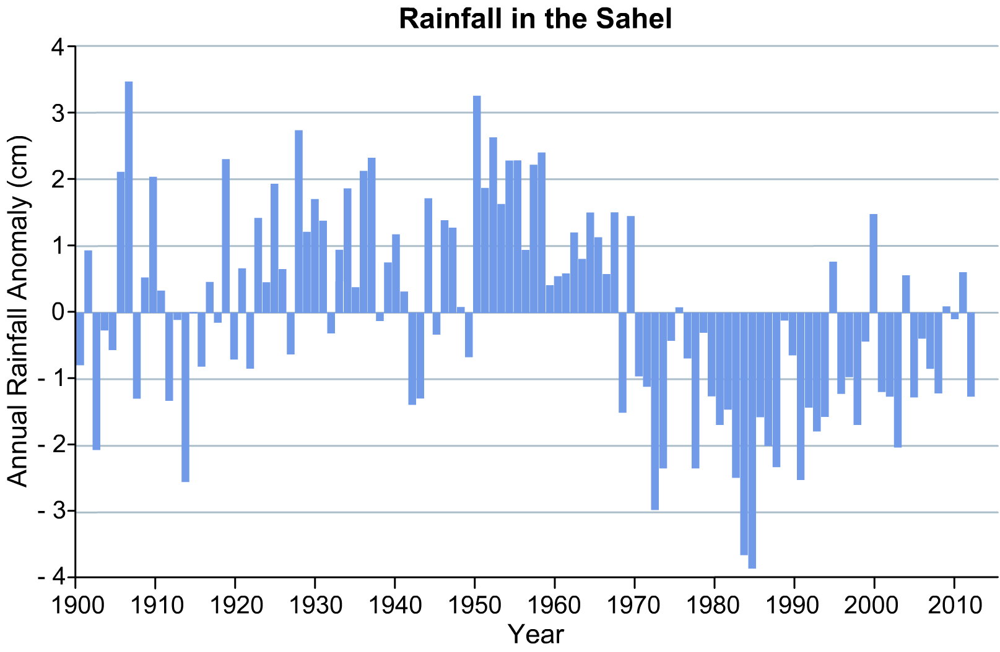 Rainfall in the Sahel
Annual Rainfall Anomaly (cm)
4
3
2
1
0
- 1
- 2
- 3
- 4
1900 1910 1920 1930 1940 1950 1960 1970 1980 1990 2000 2010
Year